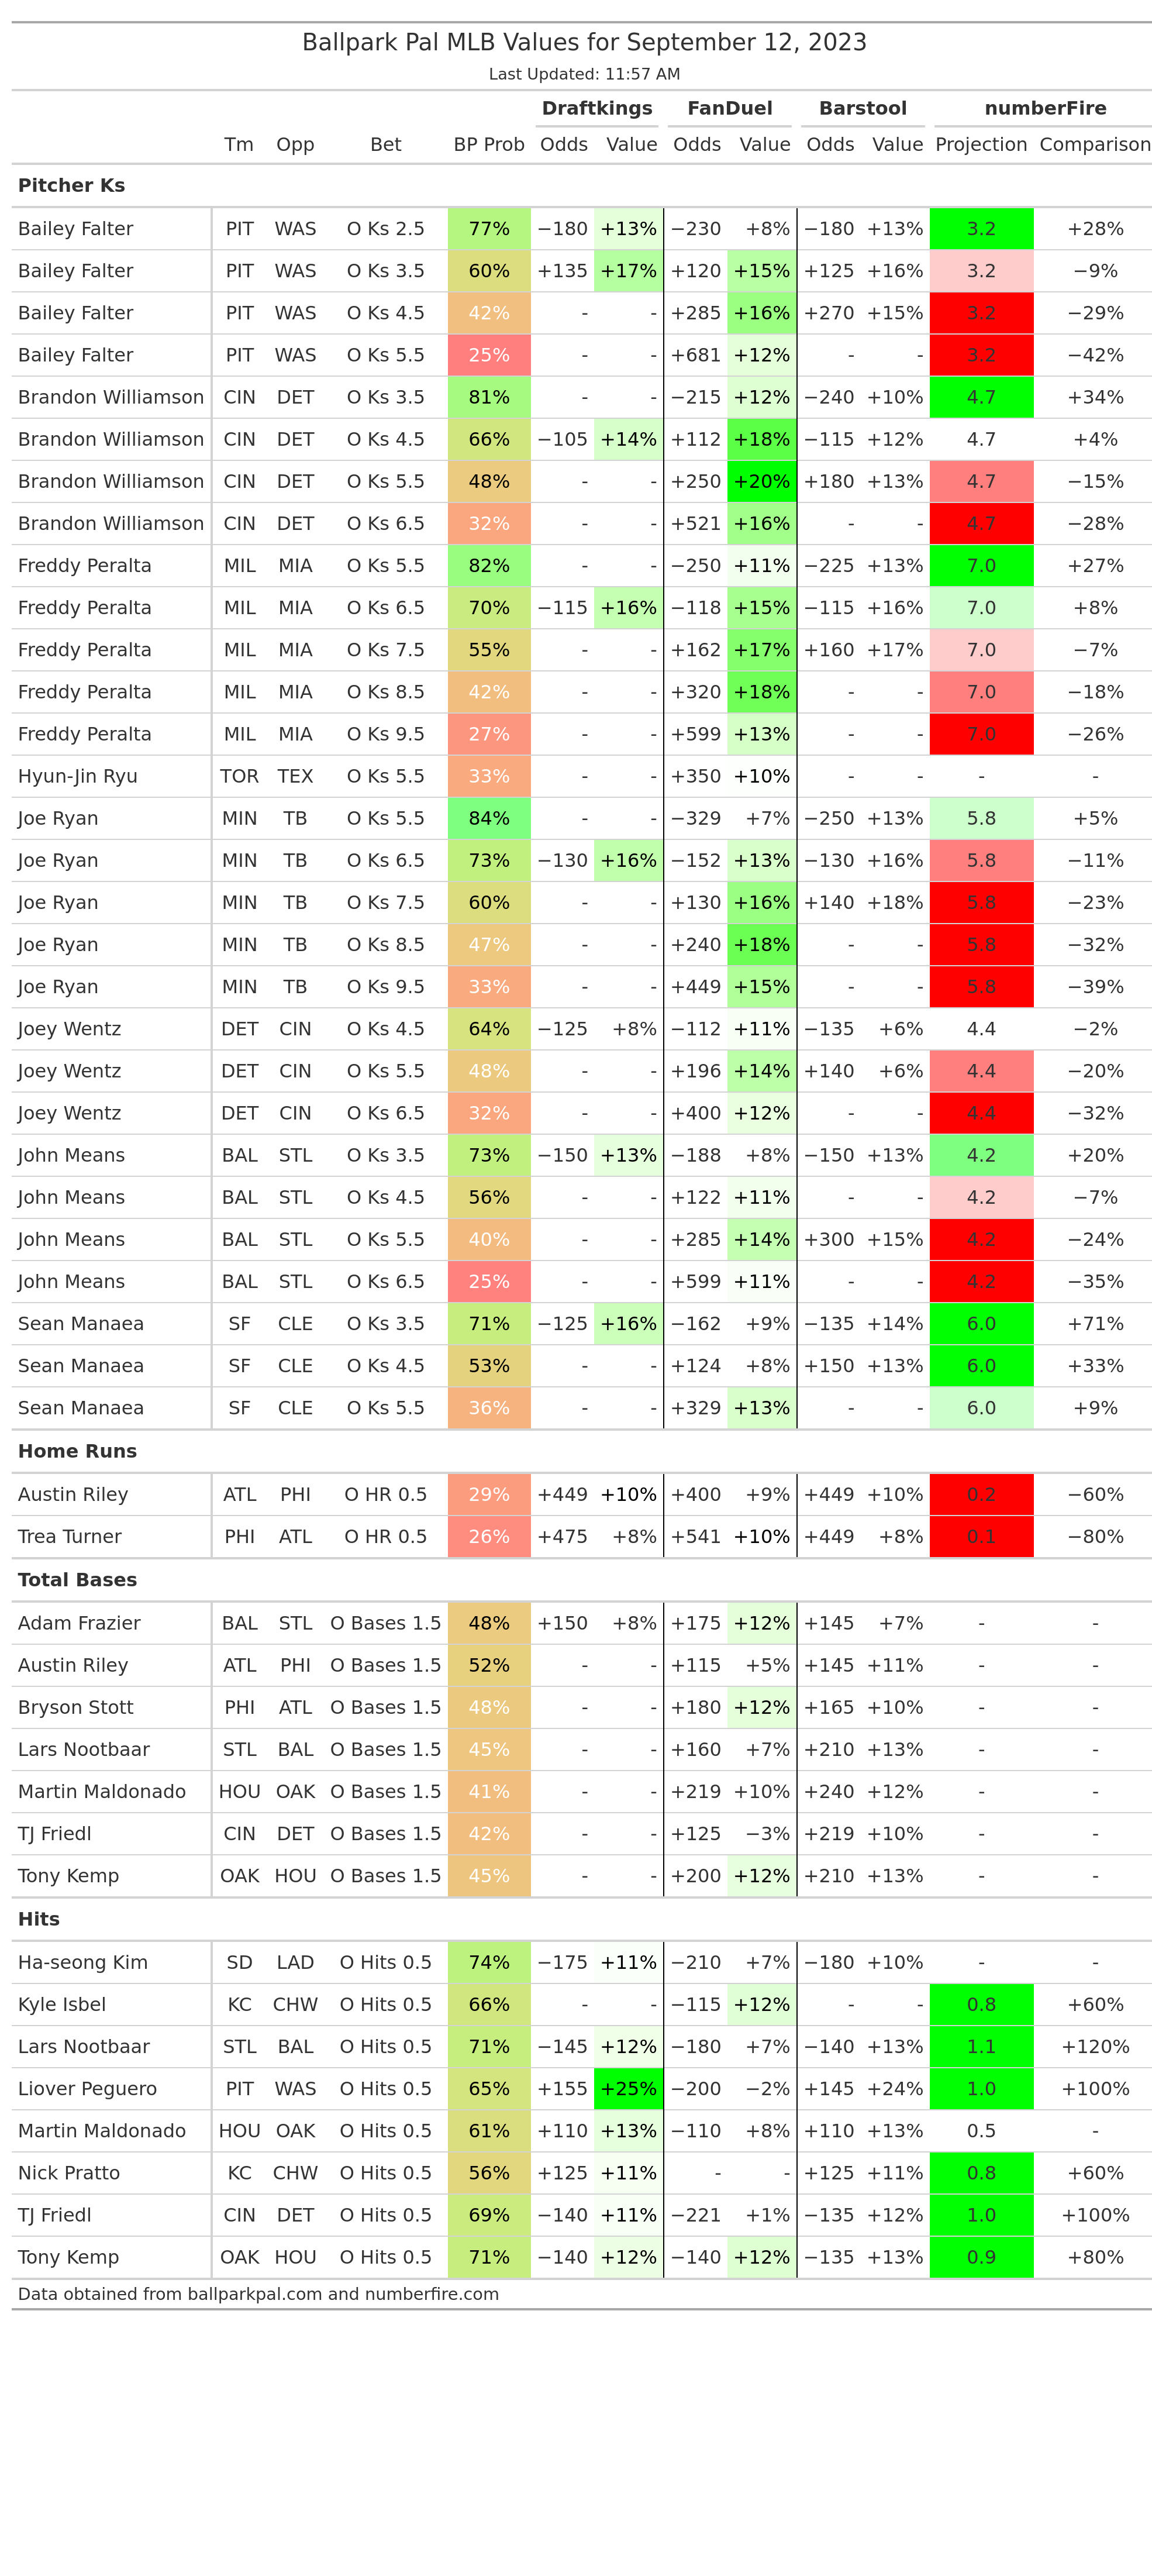 Ballpark Pal MLB Values for September 12, 2023
Last Updated: 11:57 AM
Draftkings FanDuel Barstool numberFire
Tm Opp Bet BP Prob Odds Value Odds Value Odds Value Projection Comparison
Pitcher Ks
Bailey Falter PIT WAS O Ks 2.5 77% −180 +13% −230 +8% −180 +13% 3.2 +28%
Bailey Falter PIT WAS O Ks 3.5 60% +135 +17% +120 +15% +125 +16% 3.2 −9%
Bailey Falter PIT WAS O Ks 4.5 42% - - +285 +16% +270 +15% 3.2 −29%
Bailey Falter PIT WAS O Ks 5.5 25% - - +681 +12% - - 3.2 −42%
Brandon Williamson CIN DET O Ks 3.5 81% - - −215 +12% −240 +10% 4.7 +34%
Brandon Williamson CIN DET O Ks 4.5 66% −105 +14% +112 +18% −115 +12% 4.7 +4%
Brandon Williamson CIN DET O Ks 5.5 48% - - +250 +20% +180 +13% 4.7 −15%
Brandon Williamson CIN DET O Ks 6.5 32% - - +521 +16% - - 4.7 −28%
Freddy Peralta MIL MIA O Ks 5.5 82% - - −250 +11% −225 +13% 7.0 +27%
Freddy Peralta MIL MIA O Ks 6.5 70% −115 +16% −118 +15% −115 +16% 7.0 +8%
Freddy Peralta MIL MIA O Ks 7.5 55% - - +162 +17% +160 +17% 7.0 −7%
Freddy Peralta MIL MIA O Ks 8.5 42% - - +320 +18% - - 7.0 −18%
Freddy Peralta MIL MIA O Ks 9.5 27% - - +599 +13% - - 7.0 −26%
Hyun-Jin Ryu TOR TEX O Ks 5.5 33% - - +350 +10% - - - -
Joe Ryan MIN TB O Ks 5.5 84% - - −329 +7% −250 +13% 5.8 +5%
Joe Ryan MIN TB O Ks 6.5 73% −130 +16% −152 +13% −130 +16% 5.8 −11%
Joe Ryan MIN TB O Ks 7.5 60% - - +130 +16% +140 +18% 5.8 −23%
Joe Ryan MIN TB O Ks 8.5 47% - - +240 +18% - - 5.8 −32%
Joe Ryan MIN TB O Ks 9.5 33% - - +449 +15% - - 5.8 −39%
Joey Wentz DET CIN O Ks 4.5 64% −125 +8% −112 +11% −135 +6% 4.4 −2%
Joey Wentz DET CIN O Ks 5.5 48% - - +196 +14% +140 +6% 4.4 −20%
Joey Wentz DET CIN O Ks 6.5 32% - - +400 +12% - - 4.4 −32%
John Means BAL STL O Ks 3.5 73% −150 +13% −188 +8% −150 +13% 4.2 +20%
John Means BAL STL O Ks 4.5 56% - - +122 +11% - - 4.2 −7%
John Means BAL STL O Ks 5.5 40% - - +285 +14% +300 +15% 4.2 −24%
John Means BAL STL O Ks 6.5 25% - - +599 +11% - - 4.2 −35%
Sean Manaea SF CLE O Ks 3.5 71% −125 +16% −162 +9% −135 +14% 6.0 +71%
Sean Manaea SF CLE O Ks 4.5 53% - - +124 +8% +150 +13% 6.0 +33%
Sean Manaea SF CLE O Ks 5.5 36% - - +329 +13% - - 6.0 +9%
Home Runs
Austin Riley ATL PHI O HR 0.5 29% +449 +10% +400 +9% +449 +10% 0.2 −60%
Trea Turner PHI ATL O HR 0.5 26% +475 +8% +541 +10% +449 +8% 0.1 −80%
Total Bases
Adam Frazier BAL STL O Bases 1.5 48% +150 +8% +175 +12% +145 +7% - -
Austin Riley ATL PHI O Bases 1.5 52% - - +115 +5% +145 +11% - -
Bryson Stott PHI ATL O Bases 1.5 48% - - +180 +12% +165 +10% - -
Lars Nootbaar STL BAL O Bases 1.5 45% - - +160 +7% +210 +13% - -
Martin Maldonado HOU OAK O Bases 1.5 41% - - +219 +10% +240 +12% - -
TJ Friedl CIN DET O Bases 1.5 42% - - +125 −3% +219 +10% - -
Tony Kemp OAK HOU O Bases 1.5 45% - - +200 +12% +210 +13% - -
Hits
Ha-seong Kim SD LAD O Hits 0.5 74% −175 +11% −210 +7% −180 +10% - -
Kyle Isbel KC CHW O Hits 0.5 66% - - −115 +12% - - 0.8 +60%
Lars Nootbaar STL BAL O Hits 0.5 71% −145 +12% −180 +7% −140 +13% 1.1 +120%
Liover Peguero PIT WAS O Hits 0.5 65% +155 +25% −200 −2% +145 +24% 1.0 +100%
Martin Maldonado HOU OAK O Hits 0.5 61% +110 +13% −110 +8% +110 +13% 0.5 -
Nick Pratto KC CHW O Hits 0.5 56% +125 +11% - - +125 +11% 0.8 +60%
TJ Friedl CIN DET O Hits 0.5 69% −140 +11% −221 +1% −135 +12% 1.0 +100%
Tony Kemp OAK HOU O Hits 0.5 71% −140 +12% −140 +12% −135 +13% 0.9 +80%
Data obtained from ballparkpal.com and numberfire.com